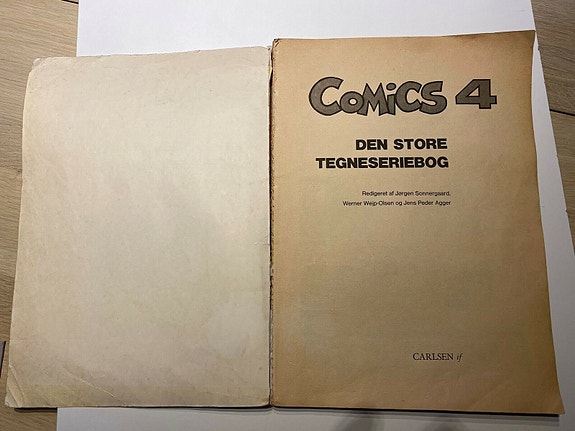 COMiCS 4
DEN STORE
TEGNESERIEBOG
Redigeret af Jørgen Sonnergaard,
Werner Wejp-Olsen og Jens Peder Agger
CARLSEN if